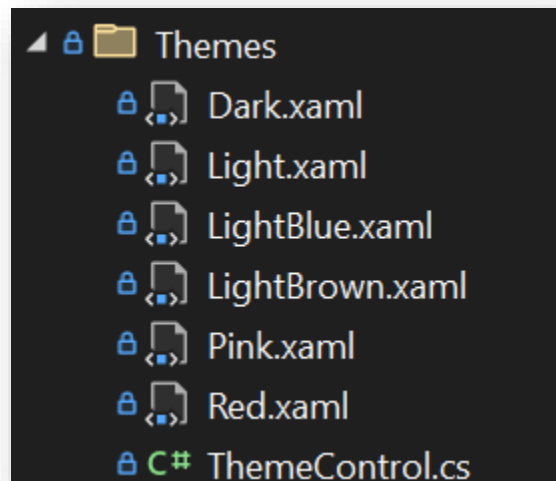 Themes
Dark.xaml
Light.xaml
LightBlue.xaml
LightBrown.xaml
Pink.xaml
Red.xaml
C# ThemeControl.cs